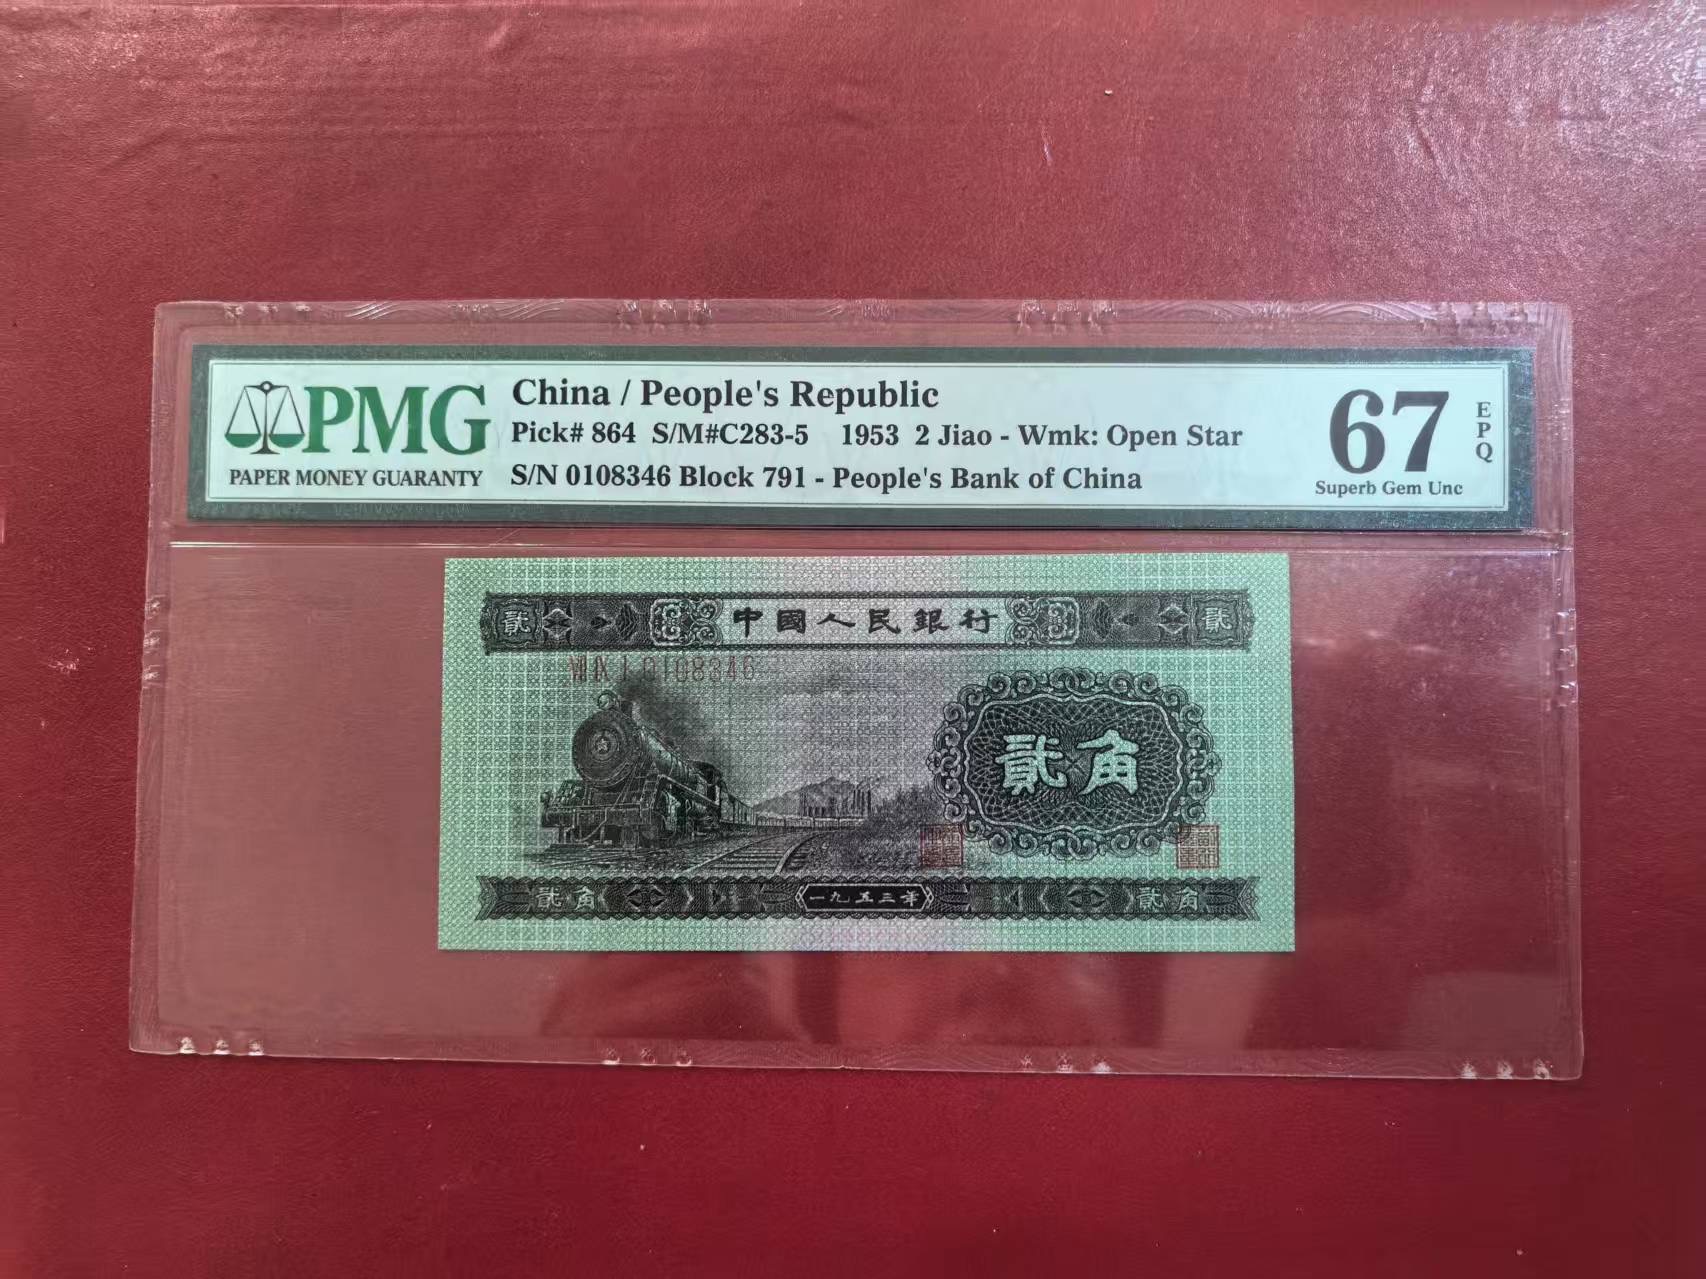 PMG
PAPER MONEY GUARANTY
China / People's Republic
Pick# 864 S/M#C283-5 1953 2 Jiao - Wmk: Open Star
S/N 0108346 Block 791 - People's Bank of China
67
EPQ
Superb Gem Unc
貳 中國人民銀行 貳
ⅦⅨⅠ 0108346
貳角
貳角 一九五三年 貳角